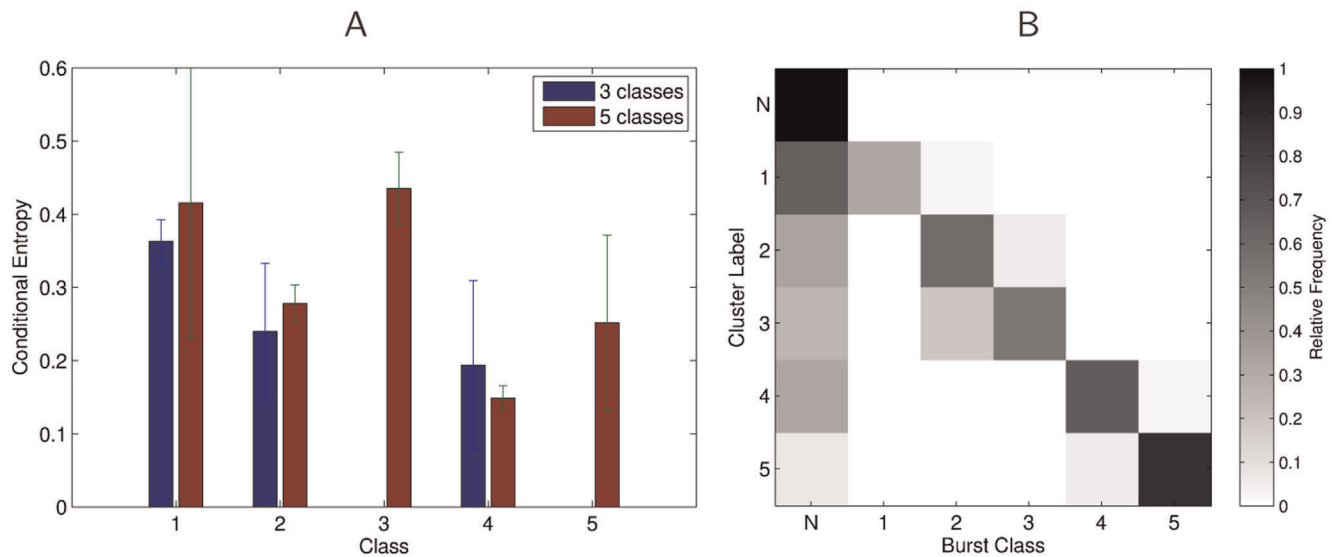 A
0.6
0.5
0.4
0.3
0.2
0.1
0
Conditional Entropy
3 classes
5 classes
1 2 3 4 5
Class
B
N
1
2
3
4
5
Cluster Label
N 1 2 3 4 5
Burst Class
1
0.9
0.8
0.7
0.6
0.5
0.4
0.3
0.2
0.1
0
Relative Frequency